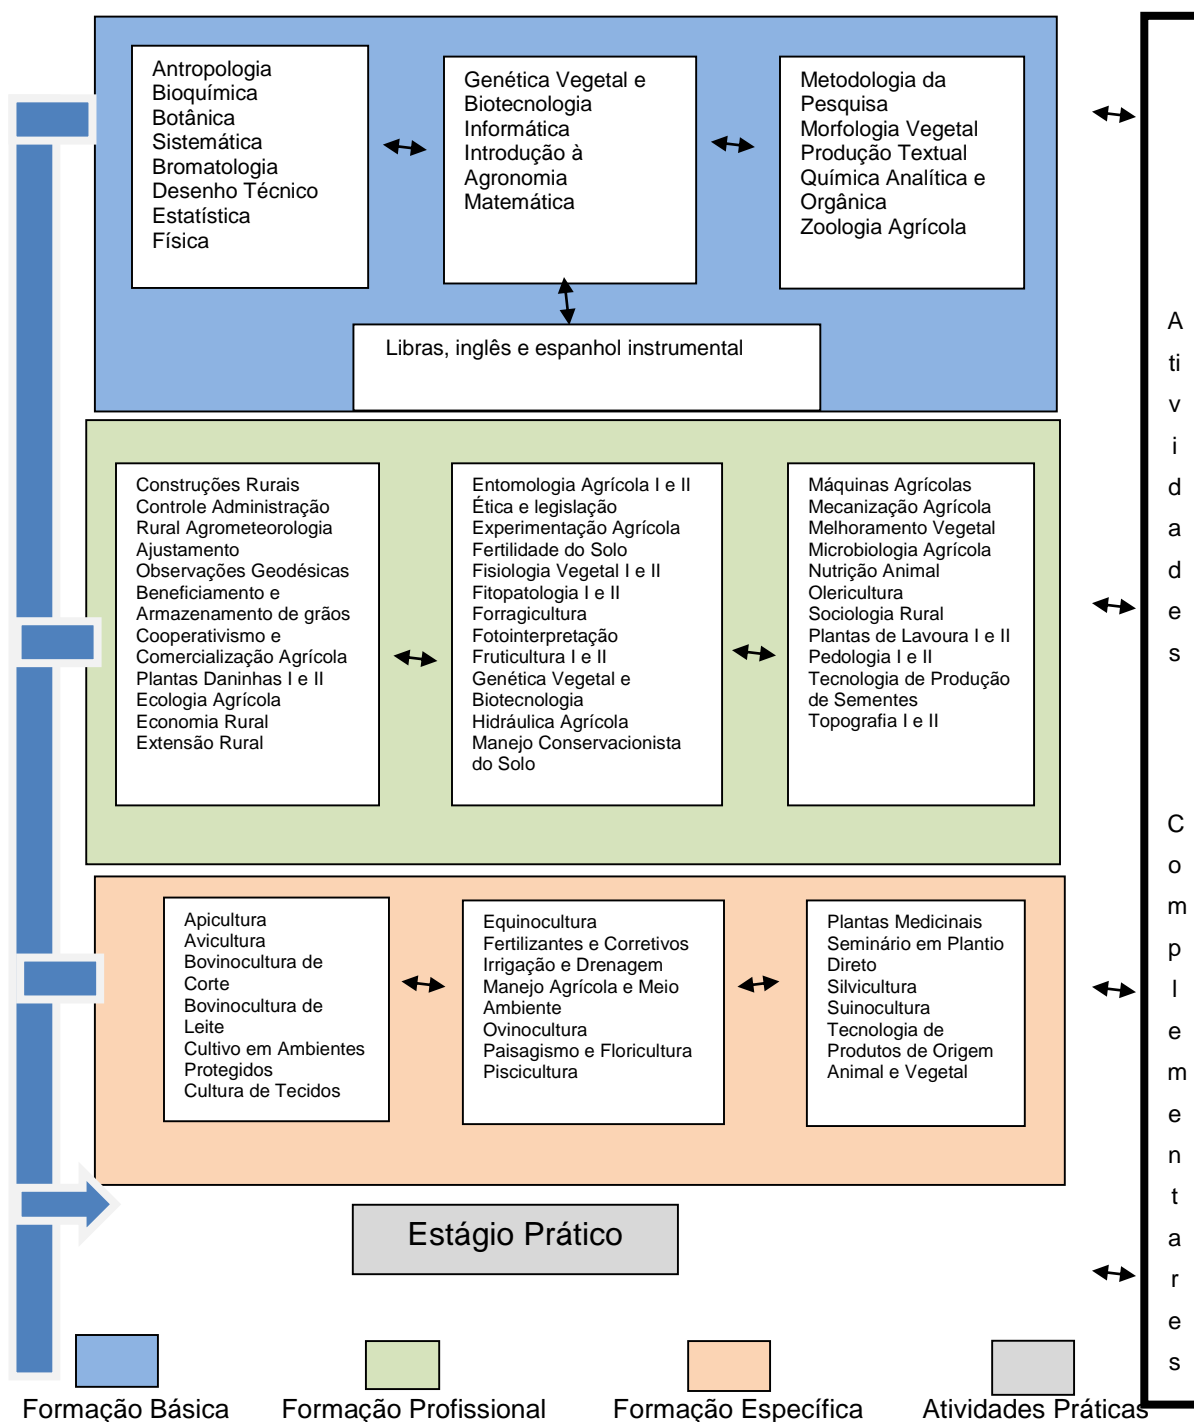 Antropologia
Bioquímica
Botânica
Sistemática
Bromatologia
Desenho Técnico
Estatística
Física
Genética Vegetal e
Biotecnologia
Informática
Introdução à
Agronomia
Matemática
Metodologia da
Pesquisa
Morfologia Vegetal
Produção Textual
Química Analítica e
Orgânica
Zoologia Agrícola
Libras, inglês e espanhol instrumental
Construções Rurais
Controle Administração
Rural Agrometeorologia
Ajustamento
Observações Geodésicas
Beneficiamento e
Armazenamento de grãos
Cooperativismo e
Comercialização Agrícola
Plantas Daninhas I e II
Ecologia Agrícola
Economia Rural
Extensão Rural
Entomologia Agrícola I e II
Ética e legislação
Experimentação Agrícola
Fertilidade do Solo
Fisiologia Vegetal I e II
Fitopatologia I e II
Forragicultura
Fotointerpretação
Fruticultura I e II
Genética Vegetal e
Biotecnologia
Hidráulica Agrícola
Manejo Conservacionista
do Solo
Máquinas Agrícolas
Mecanização Agrícola
Melhoramento Vegetal
Microbiologia Agrícola
Nutrição Animal
Olericultura
Sociologia Rural
Plantas de Lavoura I e II
Pedologia I e II
Tecnologia de Produção
de Sementes
Topografia I e II
Apicultura
Avicultura
Bovinocultura de
Corte
Bovinocultura de
Leite
Cultivo em Ambientes
Protegidos
Cultura de Tecidos
Equinocultura
Fertilizantes e Corretivos
Irrigação e Drenagem
Manejo Agrícola e Meio
Ambiente
Ovinocultura
Paisagismo e Floricultura
Piscicultura
Plantas Medicinais
Seminário em Plantio
Direto
Silvicultura
Suinocultura
Tecnologia de
Produtos de Origem
Animal e Vegetal
Estágio Prático
Atividades Complementares
Formação Básica
Formação Profissional
Formação Específica
Atividades Práticas